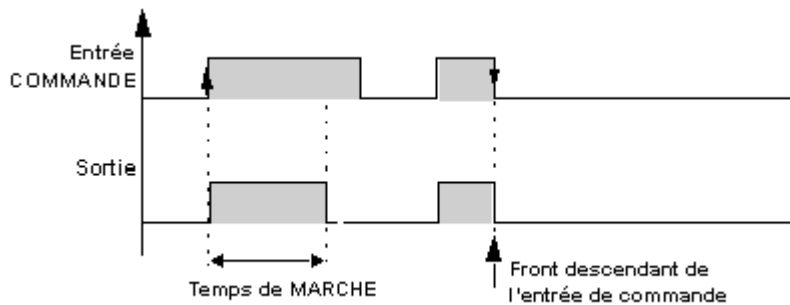 Entrée
COMMANDE
Sortie
Temps de MARCHE
Front descendant de
l'entrée de commande